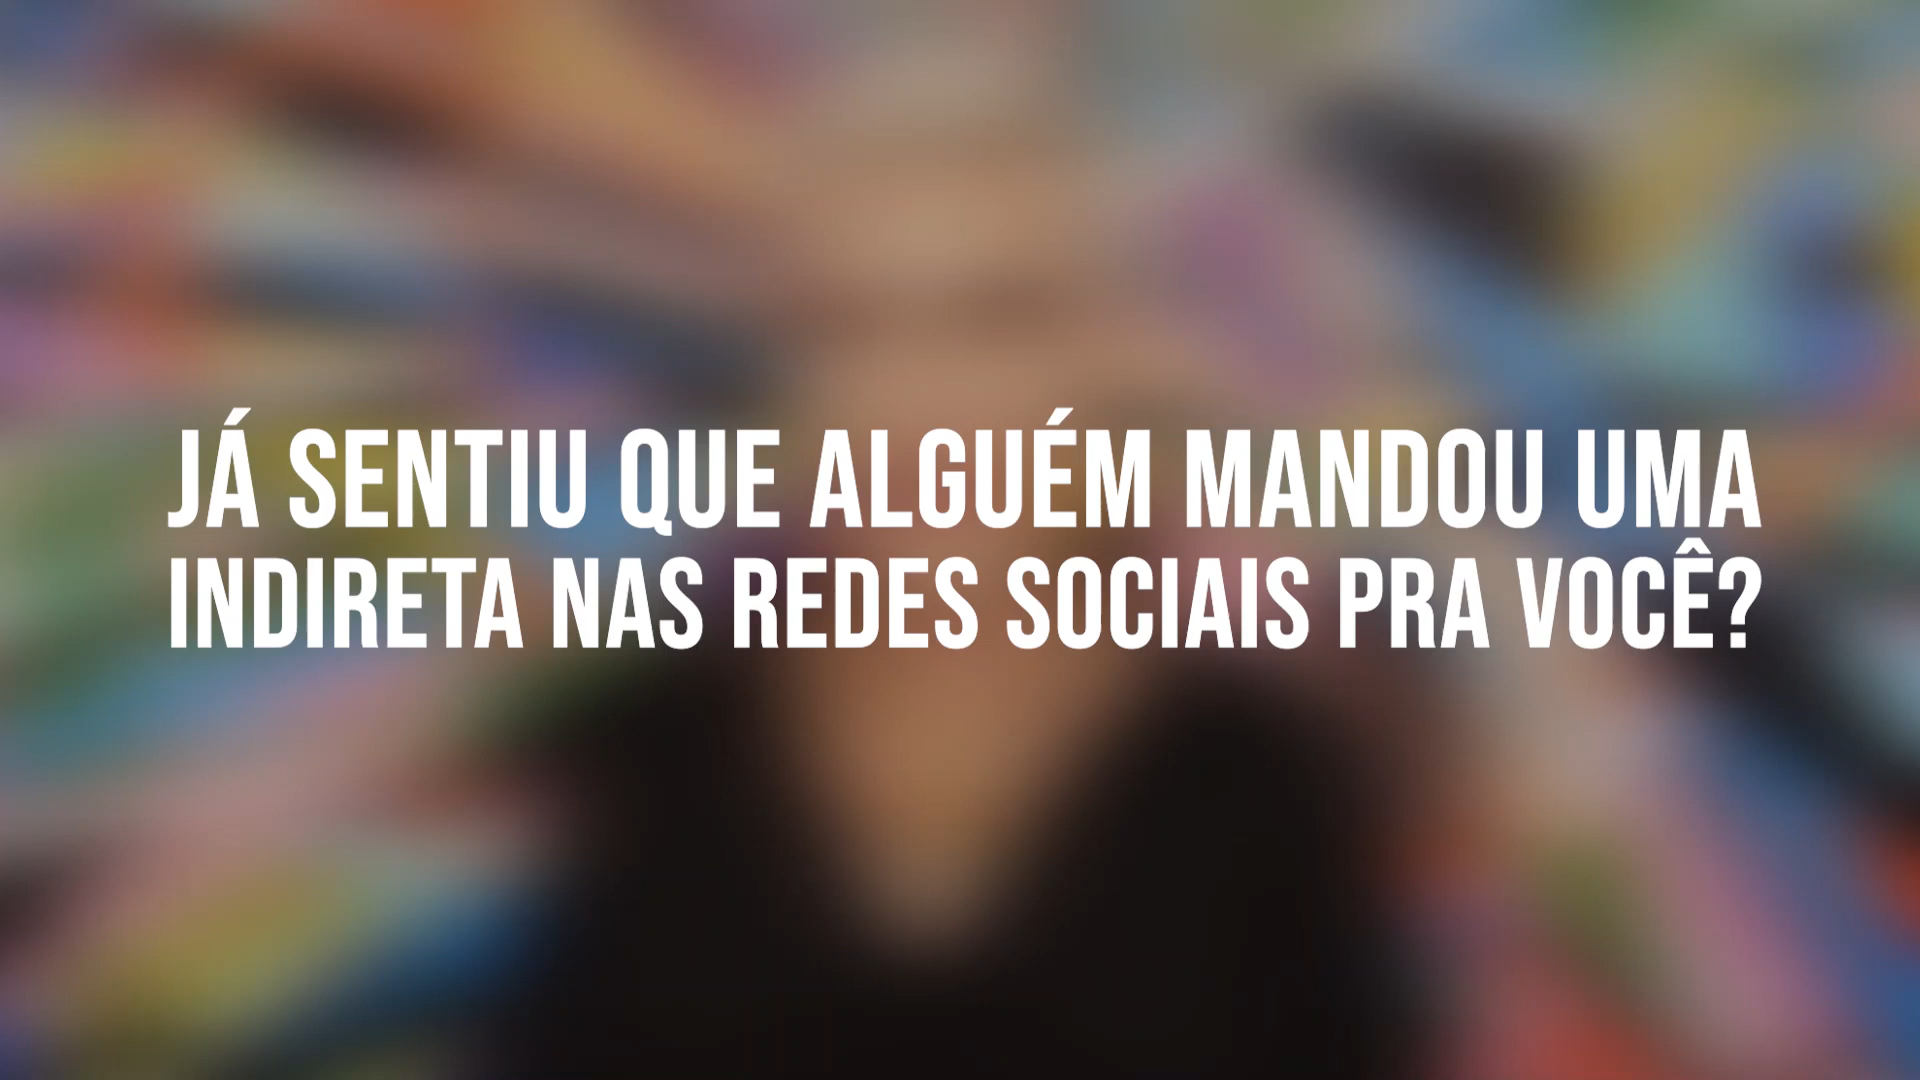 JÁ SENTIU QUE ALGUÉM MANDOU UMA
INDIRETA NAS REDES SOCIAIS PRA VOCÊ?